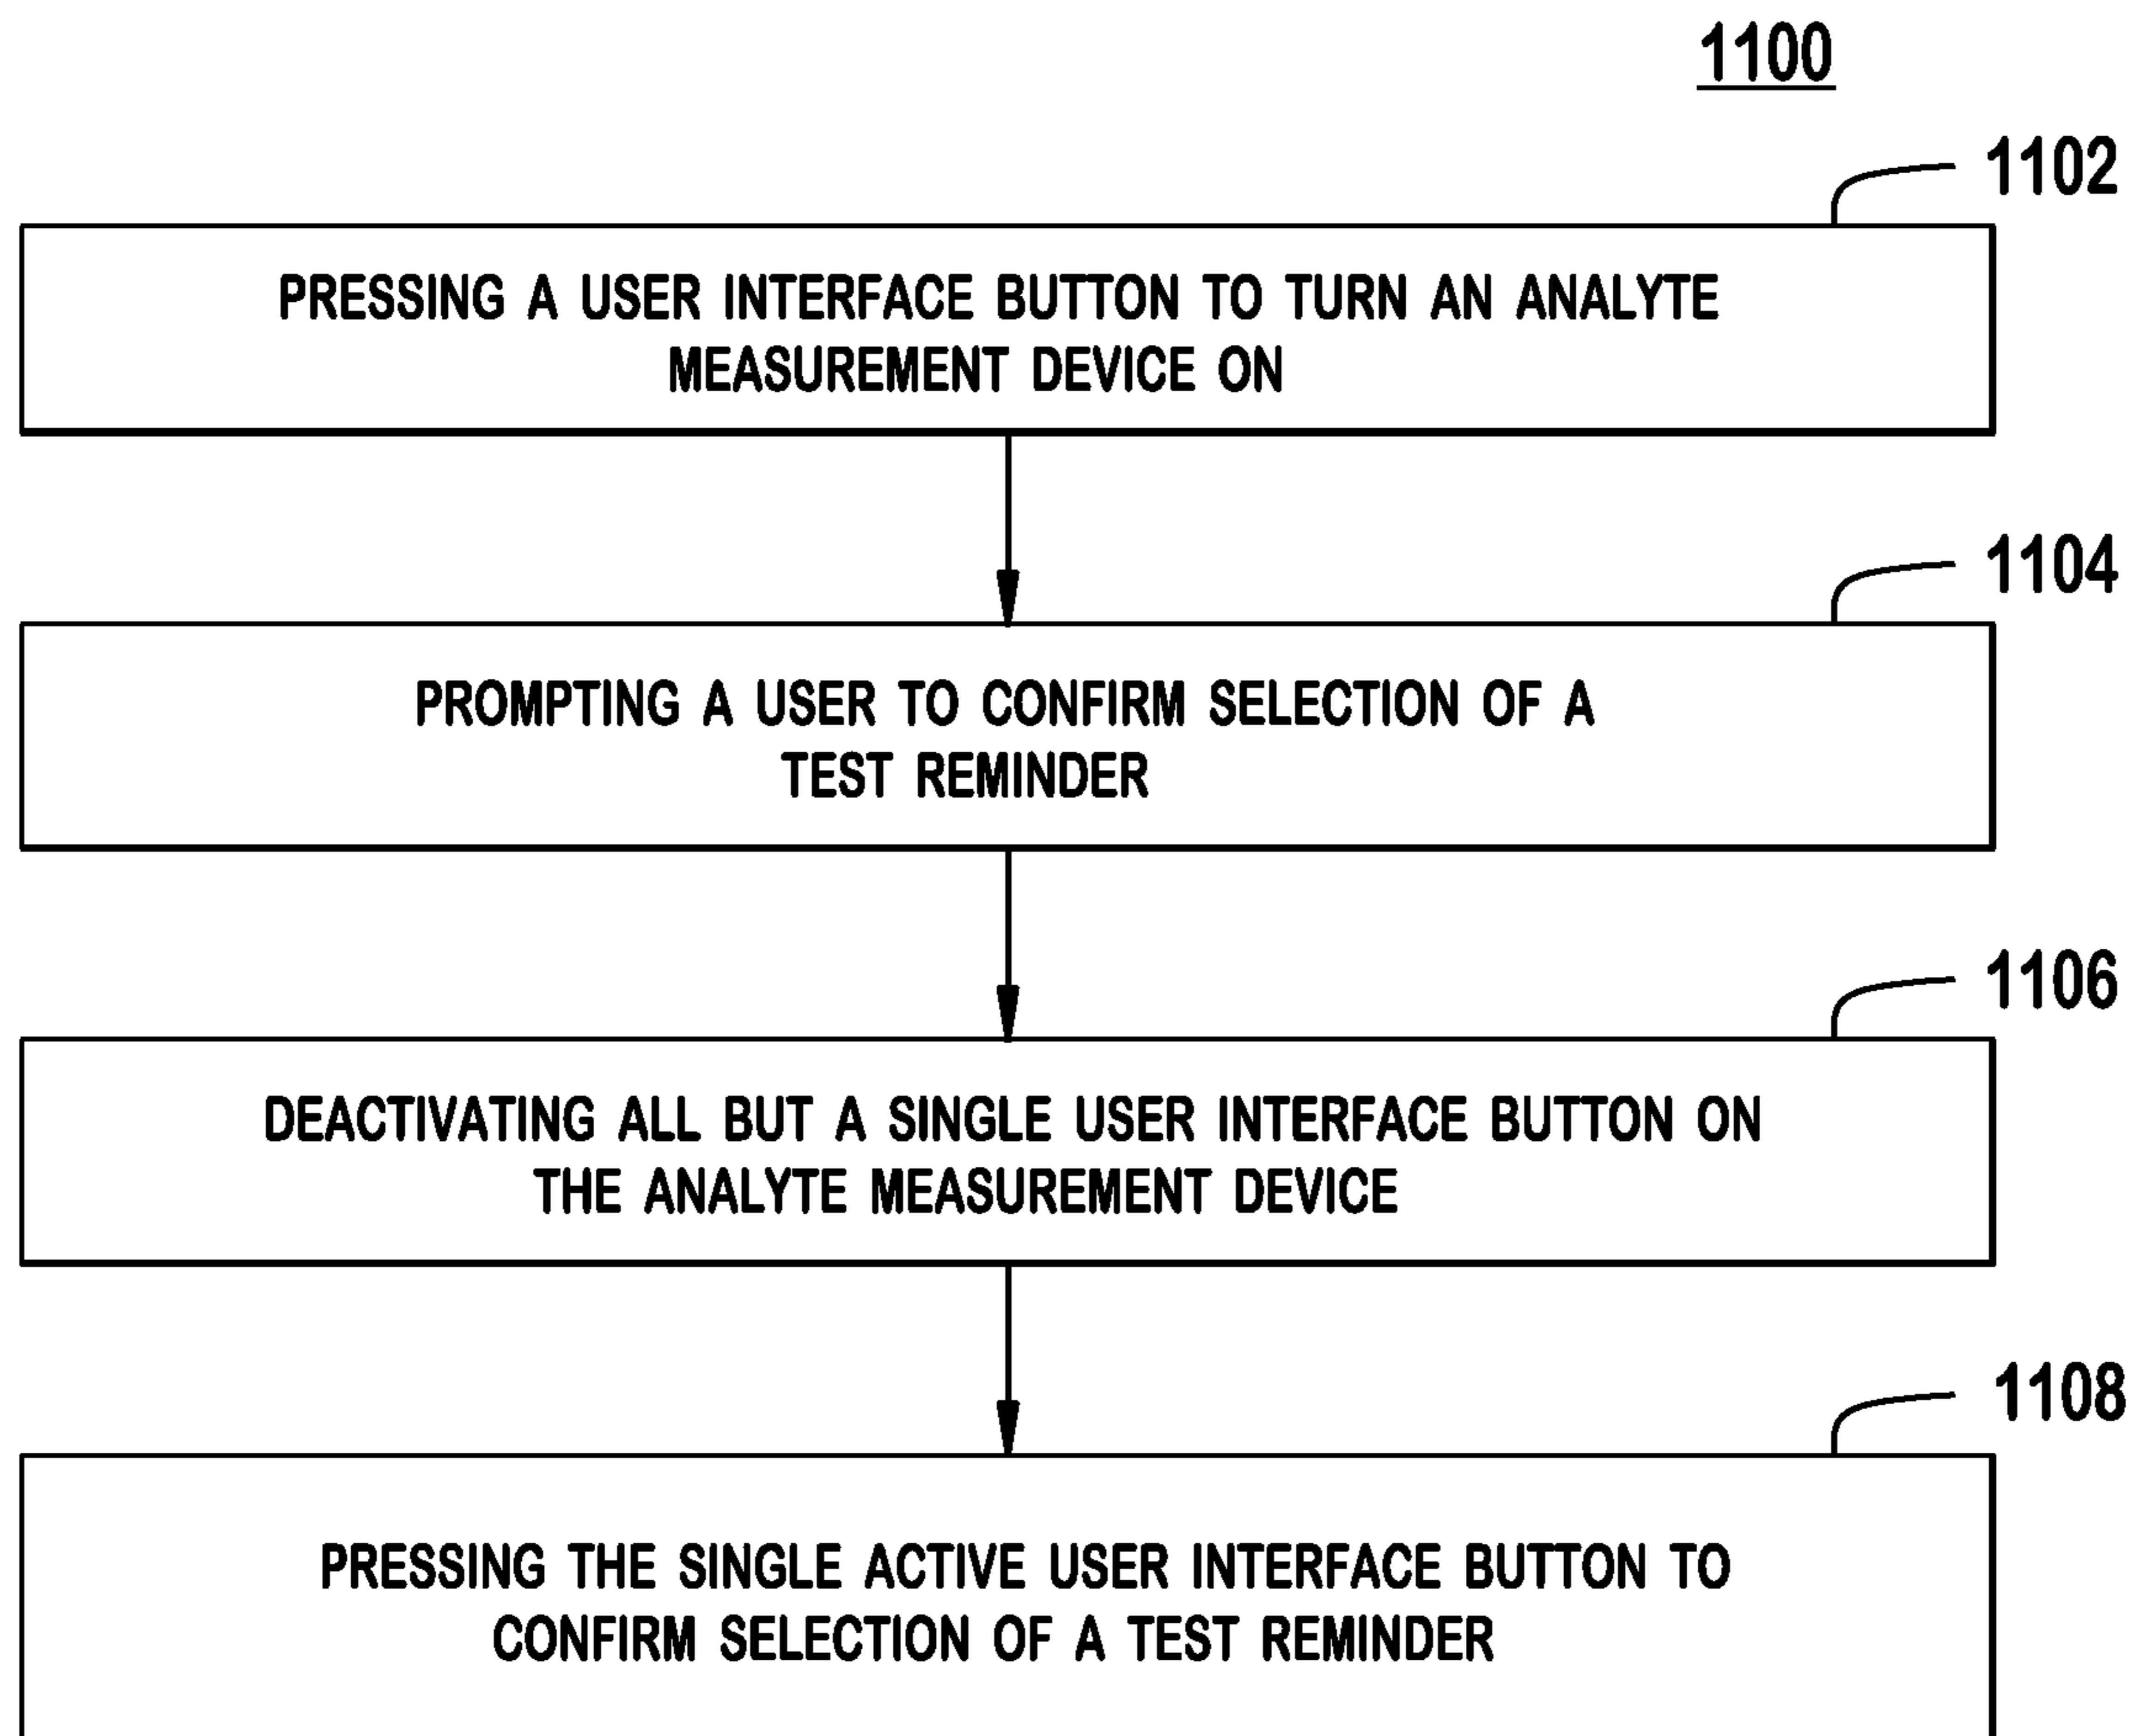 1100
1102
PRESSING A USER INTERFACE BUTTON TO TURN AN ANALYTE
MEASUREMENT DEVICE ON
1104
PROMPTING A USER TO CONFIRM SELECTION OF A
TEST REMINDER
1106
DEACTIVATING ALL BUT A SINGLE USER INTERFACE BUTTON ON
THE ANALYTE MEASUREMENT DEVICE
1108
PRESSING THE SINGLE ACTIVE USER INTERFACE BUTTON TO
CONFIRM SELECTION OF A TEST REMINDER